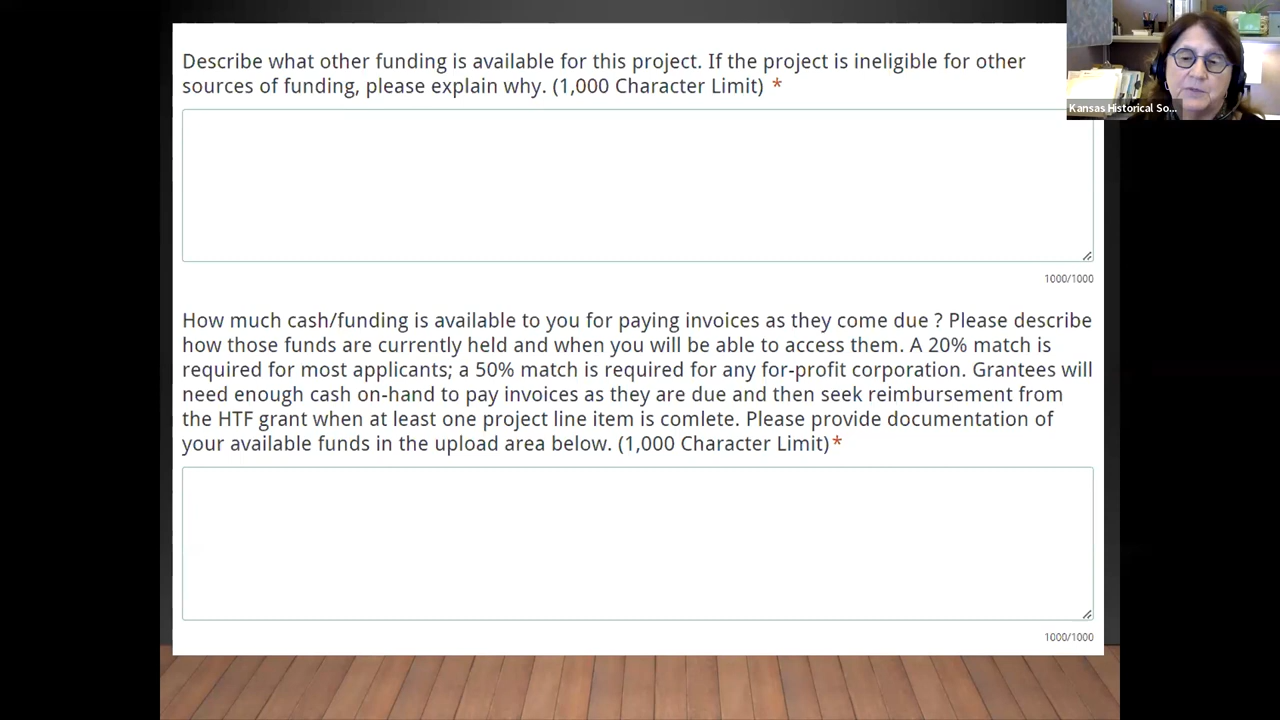 Describe what other funding is available for this project. If the project is ineligible for other
sources of funding, please explain why. (1,000 Character Limit) *
Kansas Historical So...
1000/1000
How much cash/funding is available to you for paying invoices as they come due ? Please describe
how those funds are currently held and when you will be able to access them. A 20% match is
required for most applicants; a 50% match is required for any for-profit corporation. Grantees will
need enough cash on-hand to pay invoices as they are due and then seek reimbursement from
the HTF grant when at least one project line item is comlete. Please provide documentation of
your available funds in the upload area below. (1,000 Character Limit)*
1000/1000